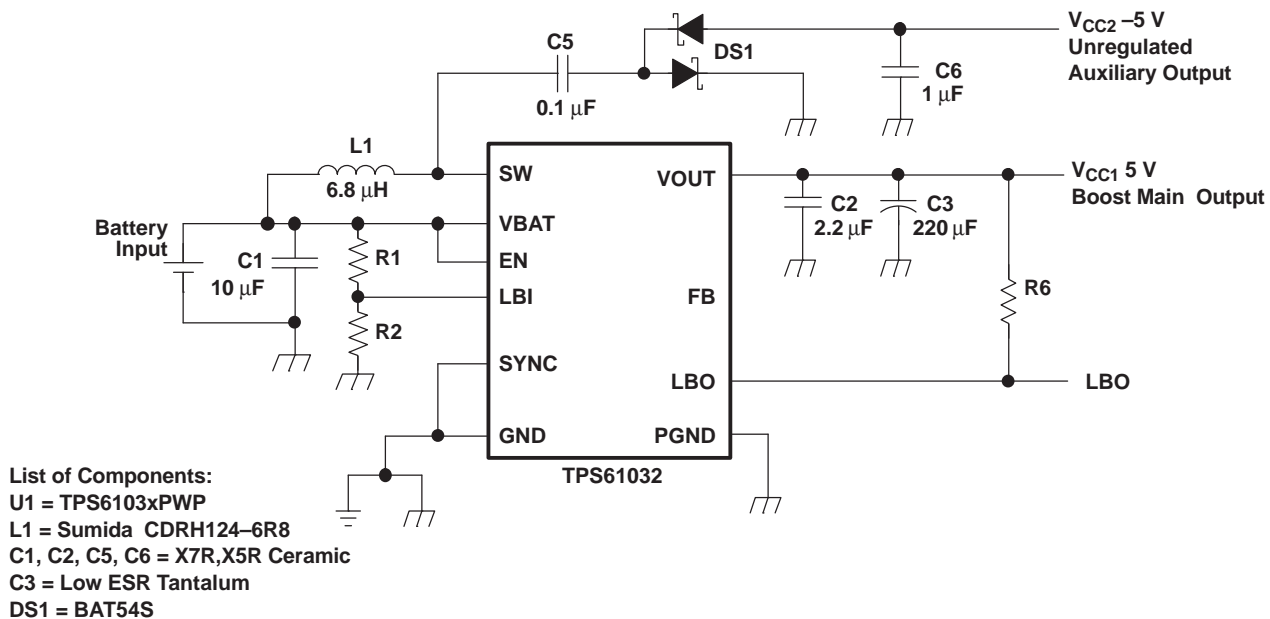 V_CC2 –5 V
Unregulated
Auxiliary Output
C5
0.1 μF
DS1
C6
1 μF
L1
6.8 μH
SW
VOUT
V_CC1 5 V
Boost Main Output
C2
2.2 μF
C3
220 μF
Battery
Input
VBAT
C1
10 μF
R1
EN
LBI
FB
R6
R2
SYNC
LBO
LBO
GND
PGND
TPS61032
List of Components:
U1 = TPS6103xPWP
L1 = Sumida CDRH124–6R8
C1, C2, C5, C6 = X7R,X5R Ceramic
C3 = Low ESR Tantalum
DS1 = BAT54S